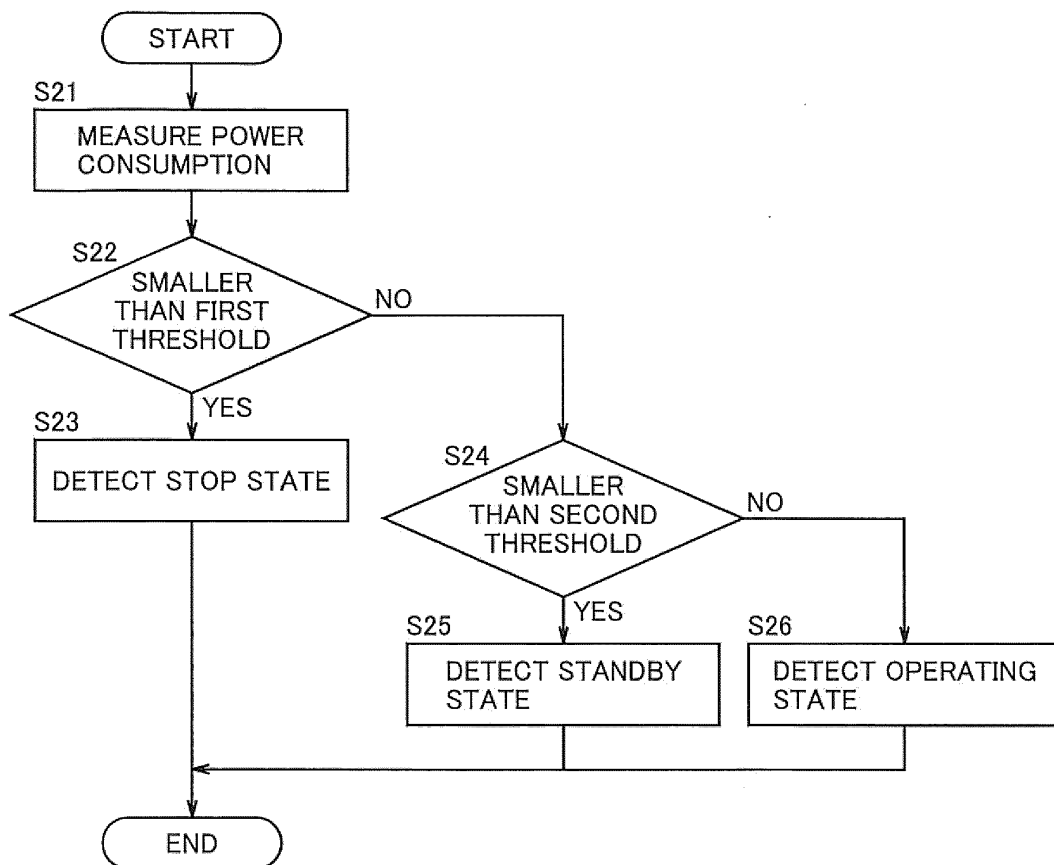 START
S21
MEASURE POWER
CONSUMPTION
S22
SMALLER
THAN FIRST
THRESHOLD
NO
YES
S23
DETECT STOP STATE
S24
SMALLER
THAN SECOND
THRESHOLD
NO
YES
S25
DETECT STANDBY
STATE
S26
DETECT OPERATING
STATE
END